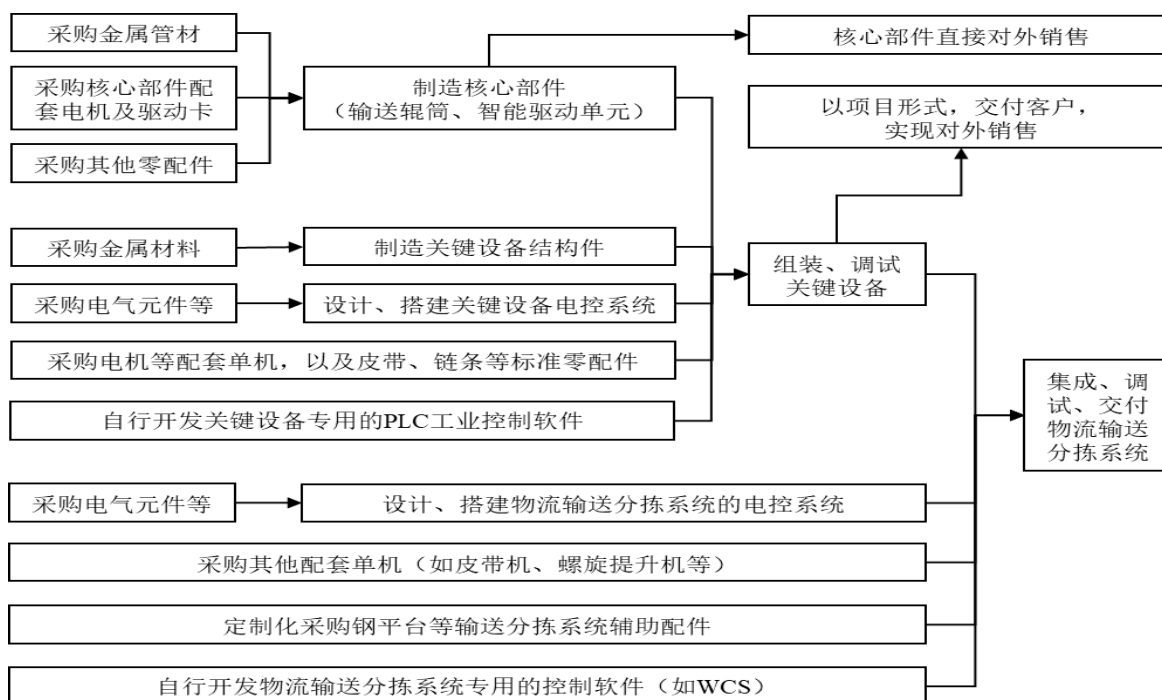 采购金属管材
采购核心部件配
套电机及驱动卡
采购其他零配件
制造核心部件
（输送辊筒、智能驱动单元）
核心部件直接对外销售
以项目形式，交付客户，
实现对外销售
采购金属材料
制造关键设备结构件
采购电气元件等
设计、搭建关键设备电控系统
采购电机等配套单机，以及皮带、链条等标准零配件
自行开发关键设备专用的PLC工业控制软件
组装、调试
关键设备
采购电气元件等
设计、搭建物流输送分拣系统的电控系统
采购其他配套单机（如皮带机、螺旋提升机等）
定制化采购钢平台等输送分拣系统辅助配件
自行开发物流输送分拣系统专用的控制软件（如WCS）
集成、调
试、交付
物流输送
分拣系统